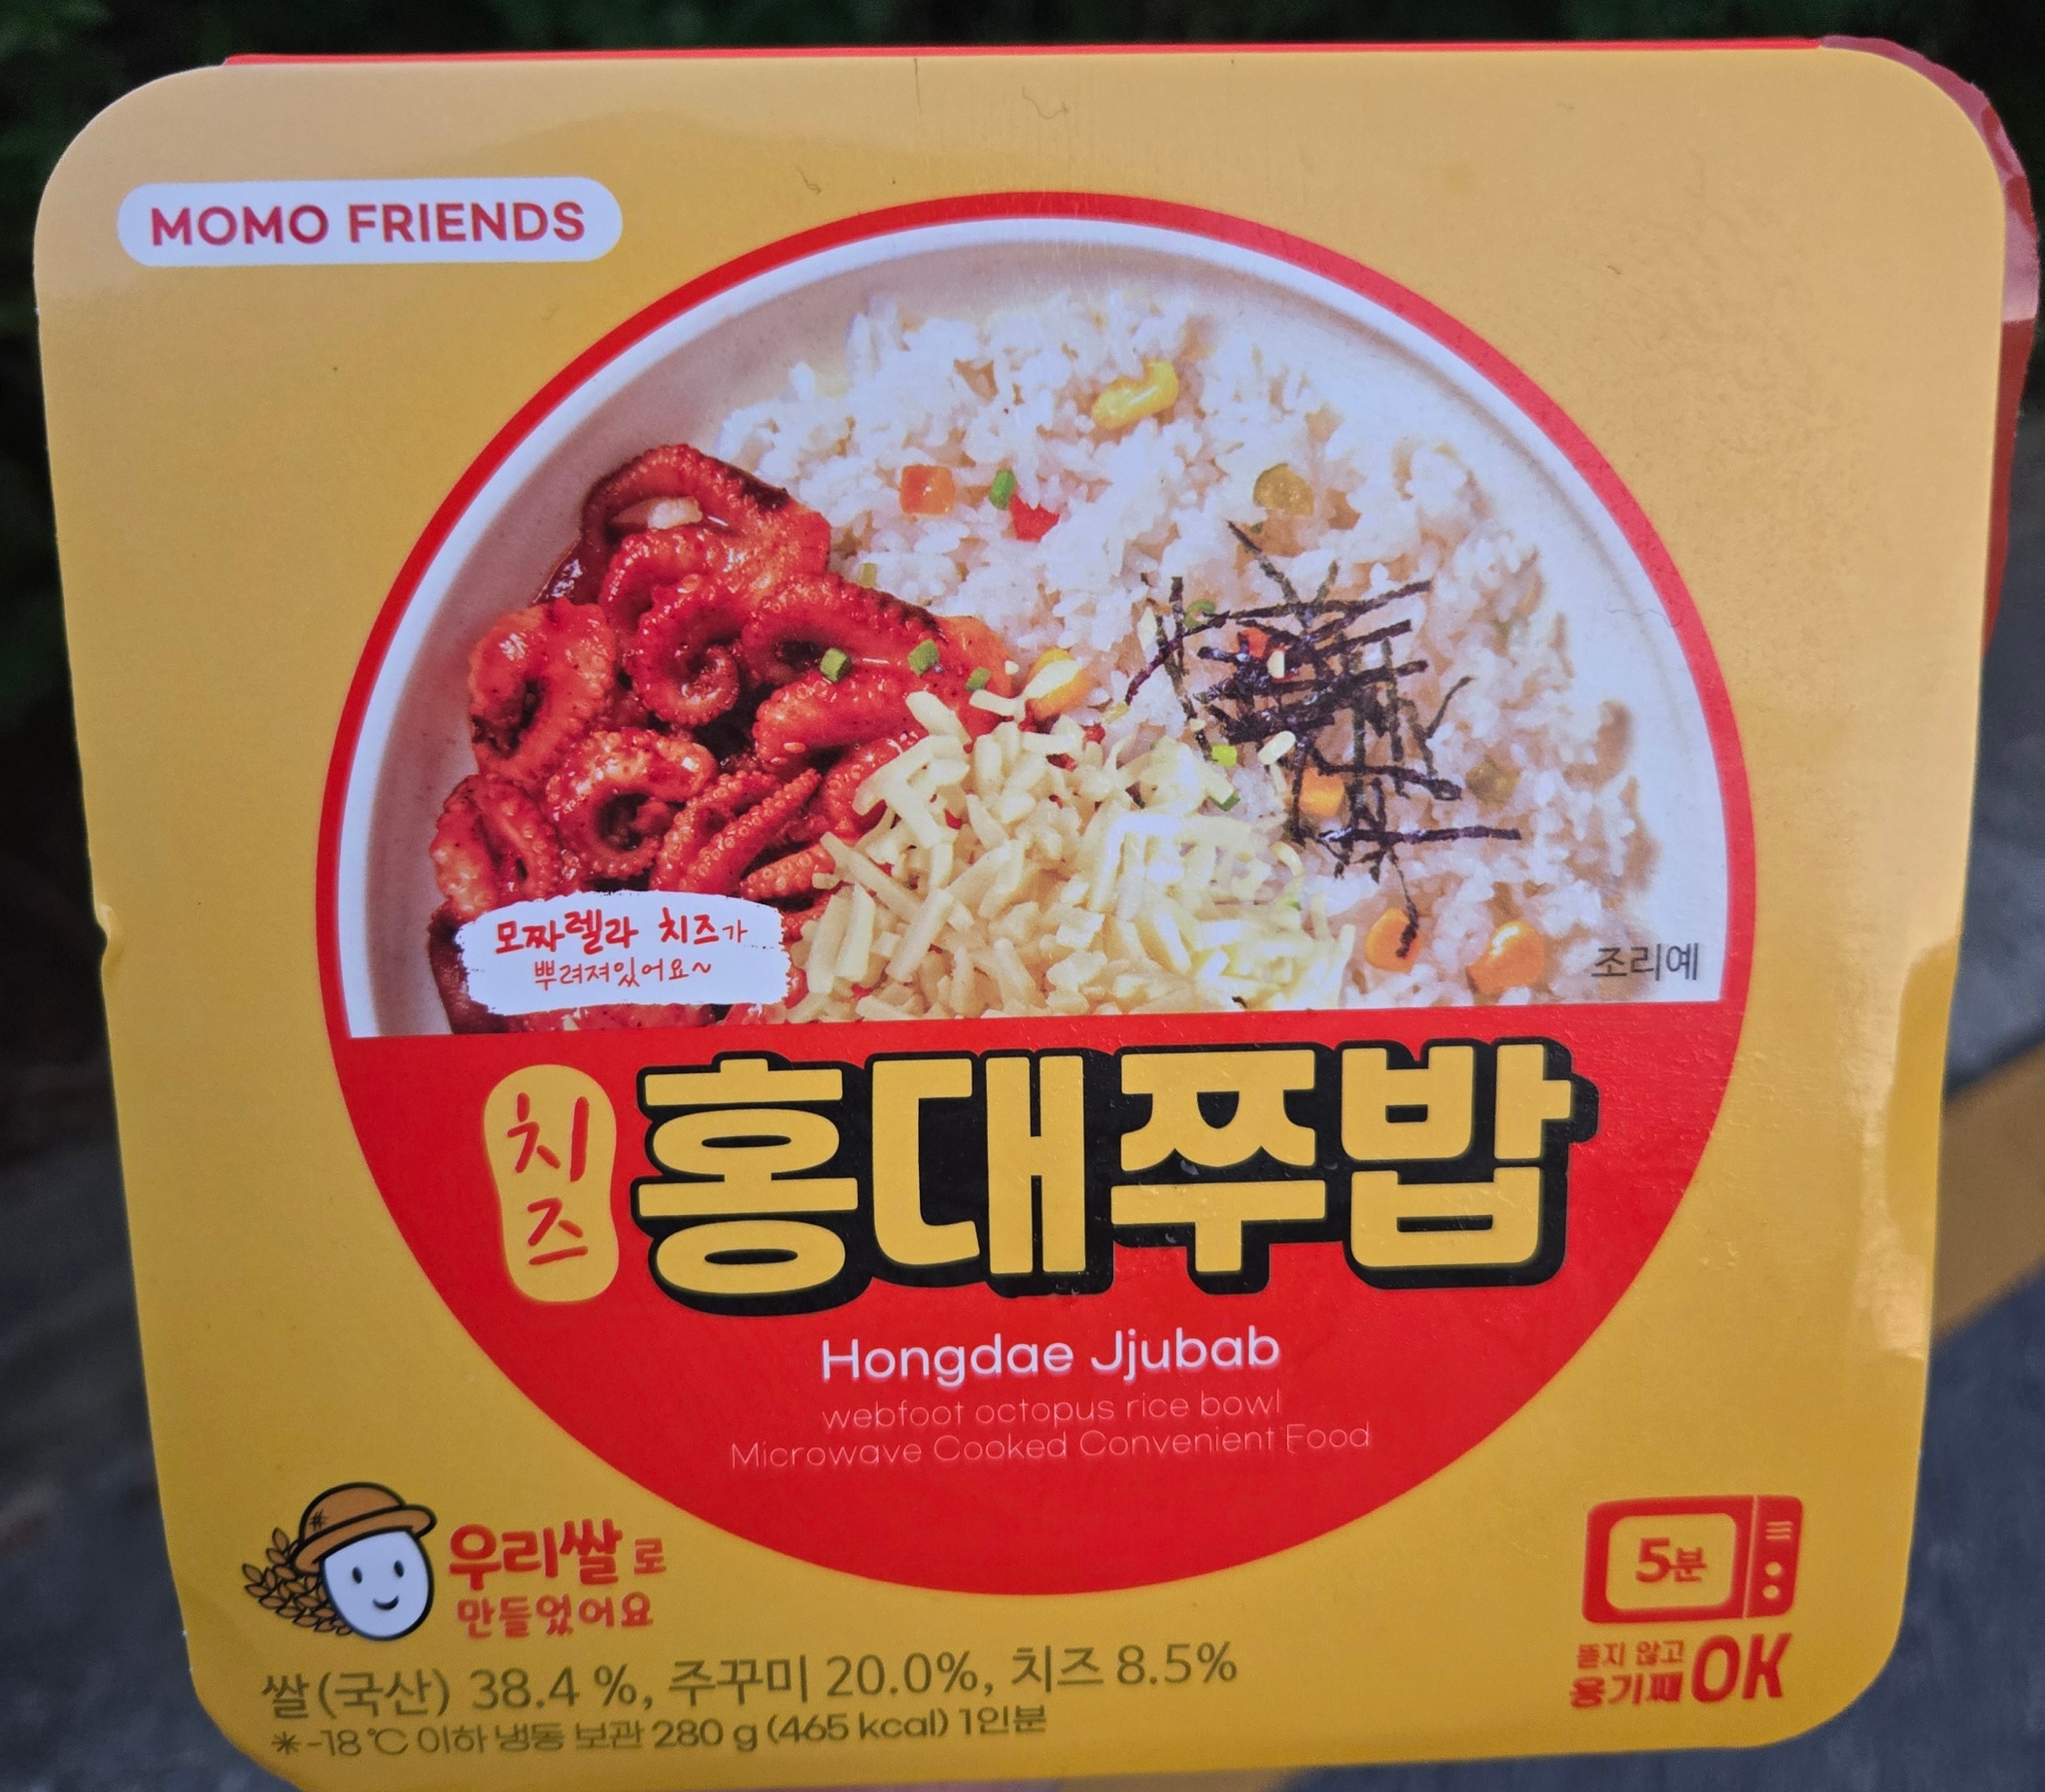 MOMO FRIENDS
모짜렐라 치즈가
뿌려져있어요~
조리예
치즈
홍대쭈밥
Hongdae Jjubab
webfoot octopus rice bowl
Microwave Cooked Convenient Food
우리쌀로
만들었어요
5분
뜯지 않고
용기째 OK
쌀(국산) 38.4 %, 주꾸미 20.0%, 치즈 8.5%
*-18℃ 이하 냉동 보관 280 g (465 kcal) 1인분